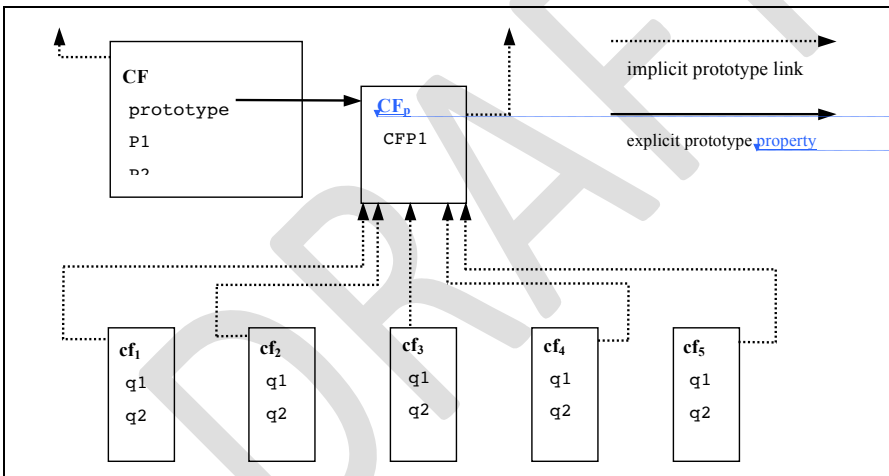 CF
prototype
P1
P2
CFp
CFP1
implicit prototype link
explicit prototype property
cf1
q1
q2
cf2
q1
q2
cf3
q1
q2
cf4
q1
q2
cf5
q1
q2
DRAFT